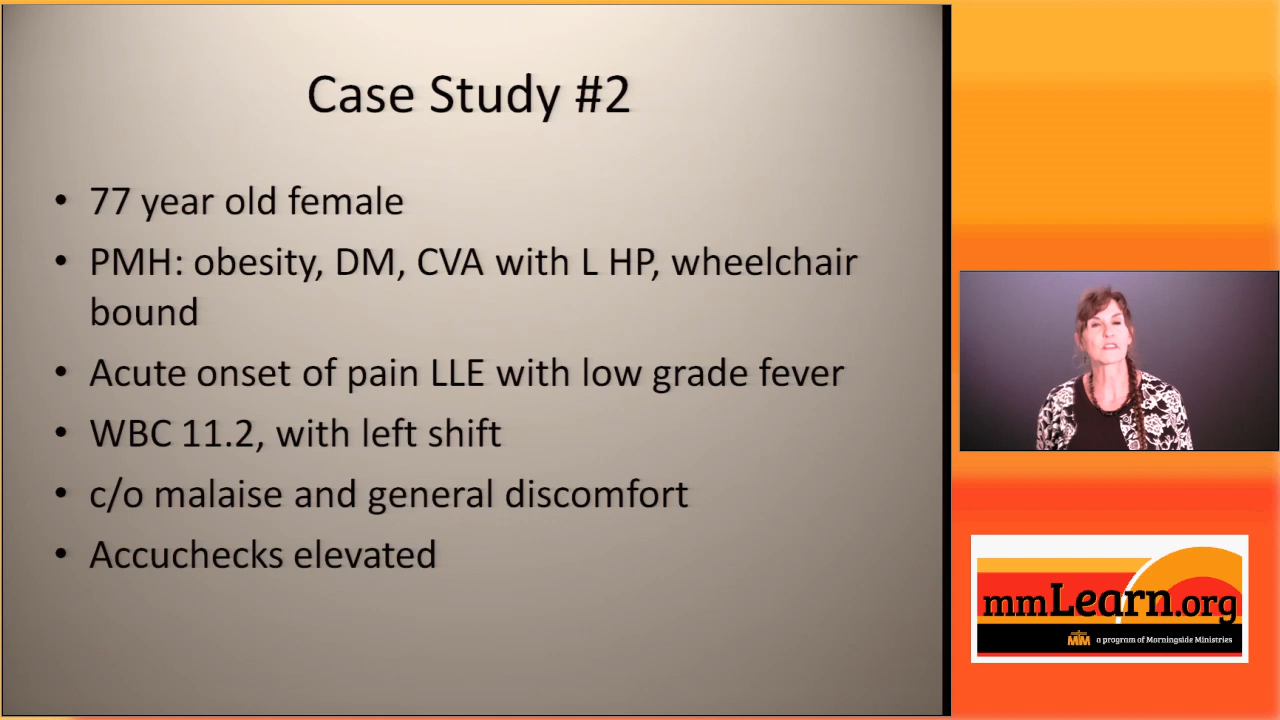 Case Study #2
• 77 year old female
• PMH: obesity, DM, CVA with L HP, wheelchair
bound
• Acute onset of pain LLE with low grade fever
• WBC 11.2, with left shift
• c/o malaise and general discomfort
• Accuchecks elevated
mmLearn.org
MM a program of Morningside Ministries